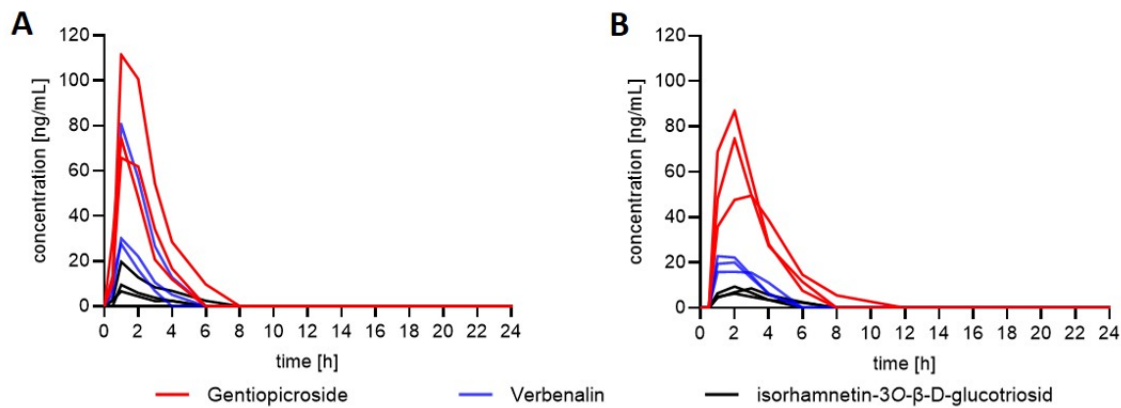 A
B
concentration [ng/mL]
120
100
80
60
40
20
0
0 2 4 6 8 10 12 14 16 18 20 22 24
time [h]
concentration [ng/mL]
120
100
80
60
40
20
0
0 2 4 6 8 10 12 14 16 18 20 22 24
time [h]
Gentiopicroside Verbenalin isorhamnetin-3O-β-D-glucotriosid